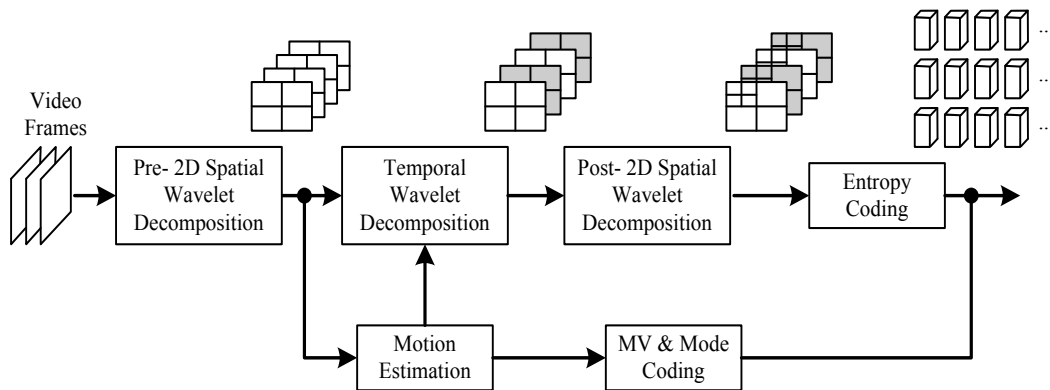 Video
Frames
Pre- 2D Spatial
Wavelet
Decomposition
Temporal
Wavelet
Decomposition
Post- 2D Spatial
Wavelet
Decomposition
Entropy
Coding
...
...
...
Motion
Estimation
MV & Mode
Coding